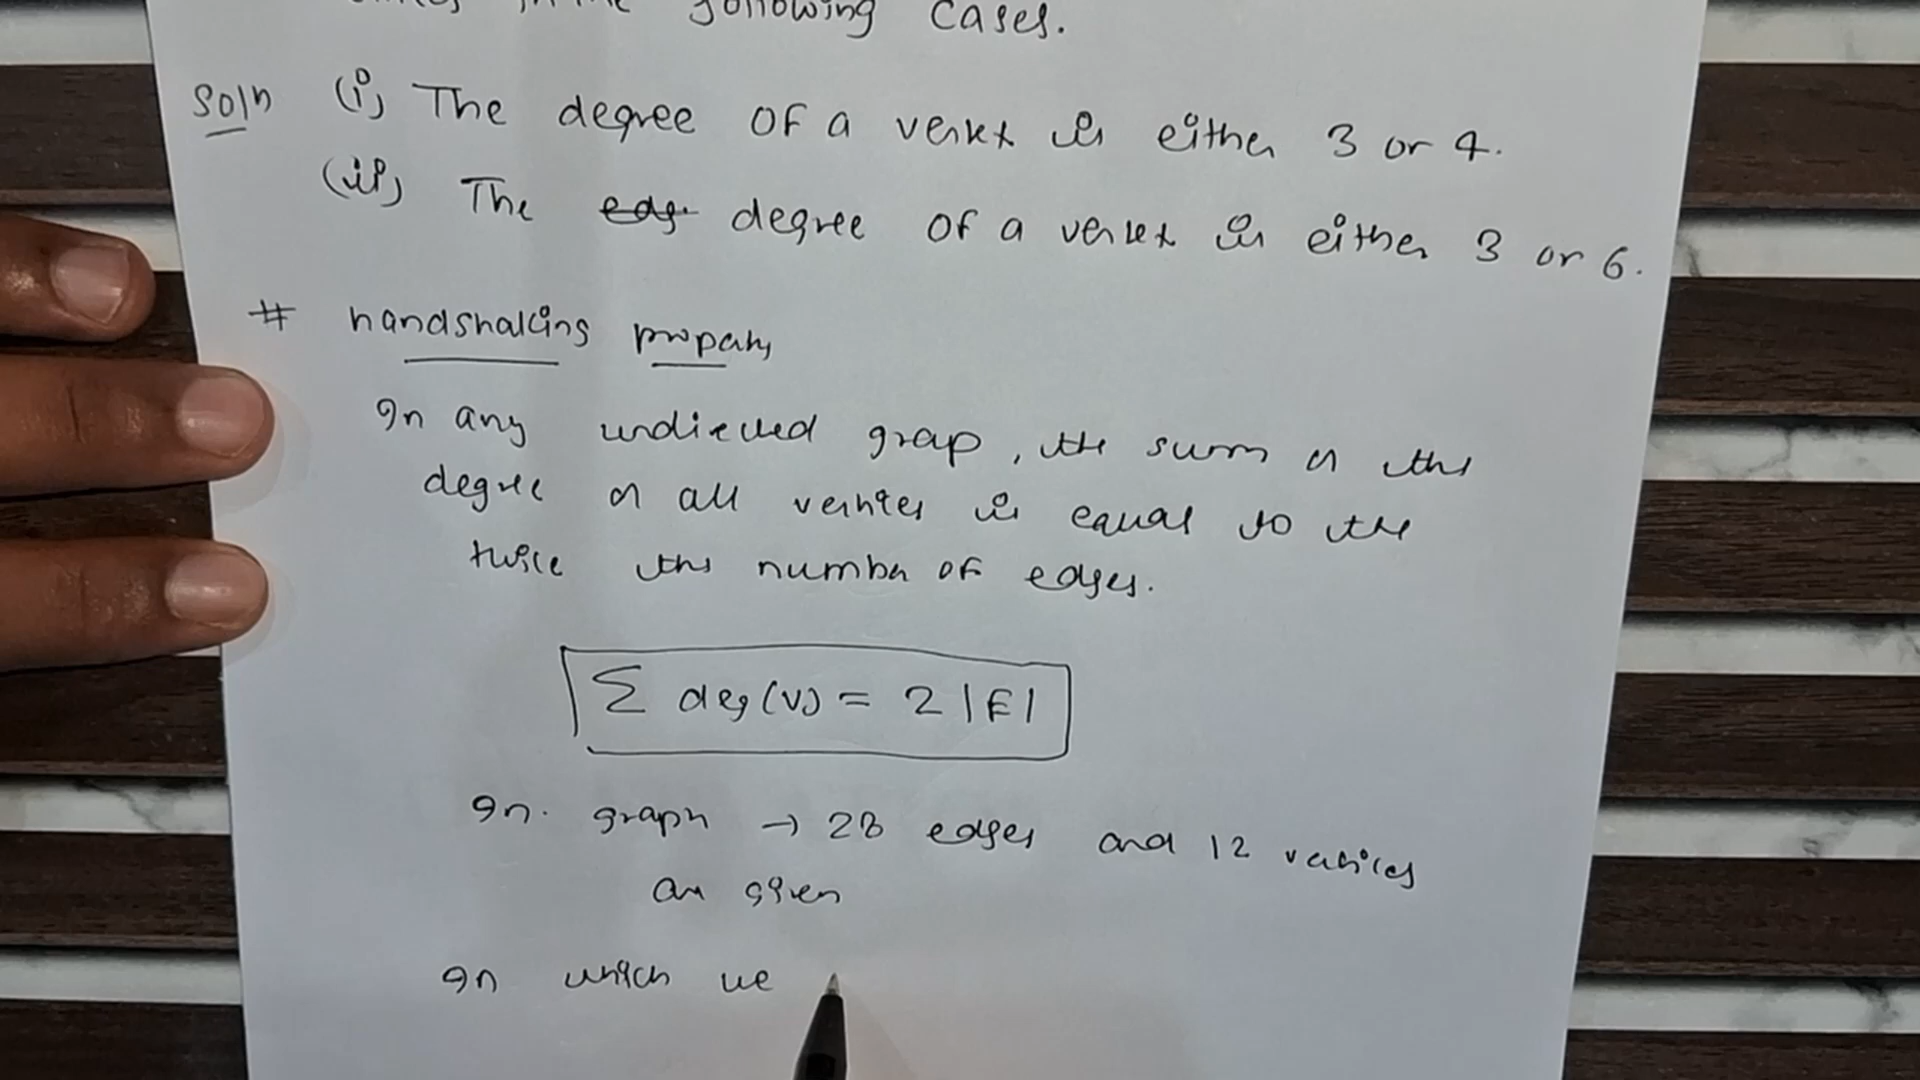 in the following cases.
Soln (i) The degree of a vertex is either 3 or 4.
(ii) The degree of a vertex is either 3 or 6.
# handshaking property
In any undirected grap, the sum of the
degree of all vertices is equal to the
twice the number of edges.
Σ deg(v) = 2|E|
In. graph → 28 edges and 12 vertices
are given
In which we